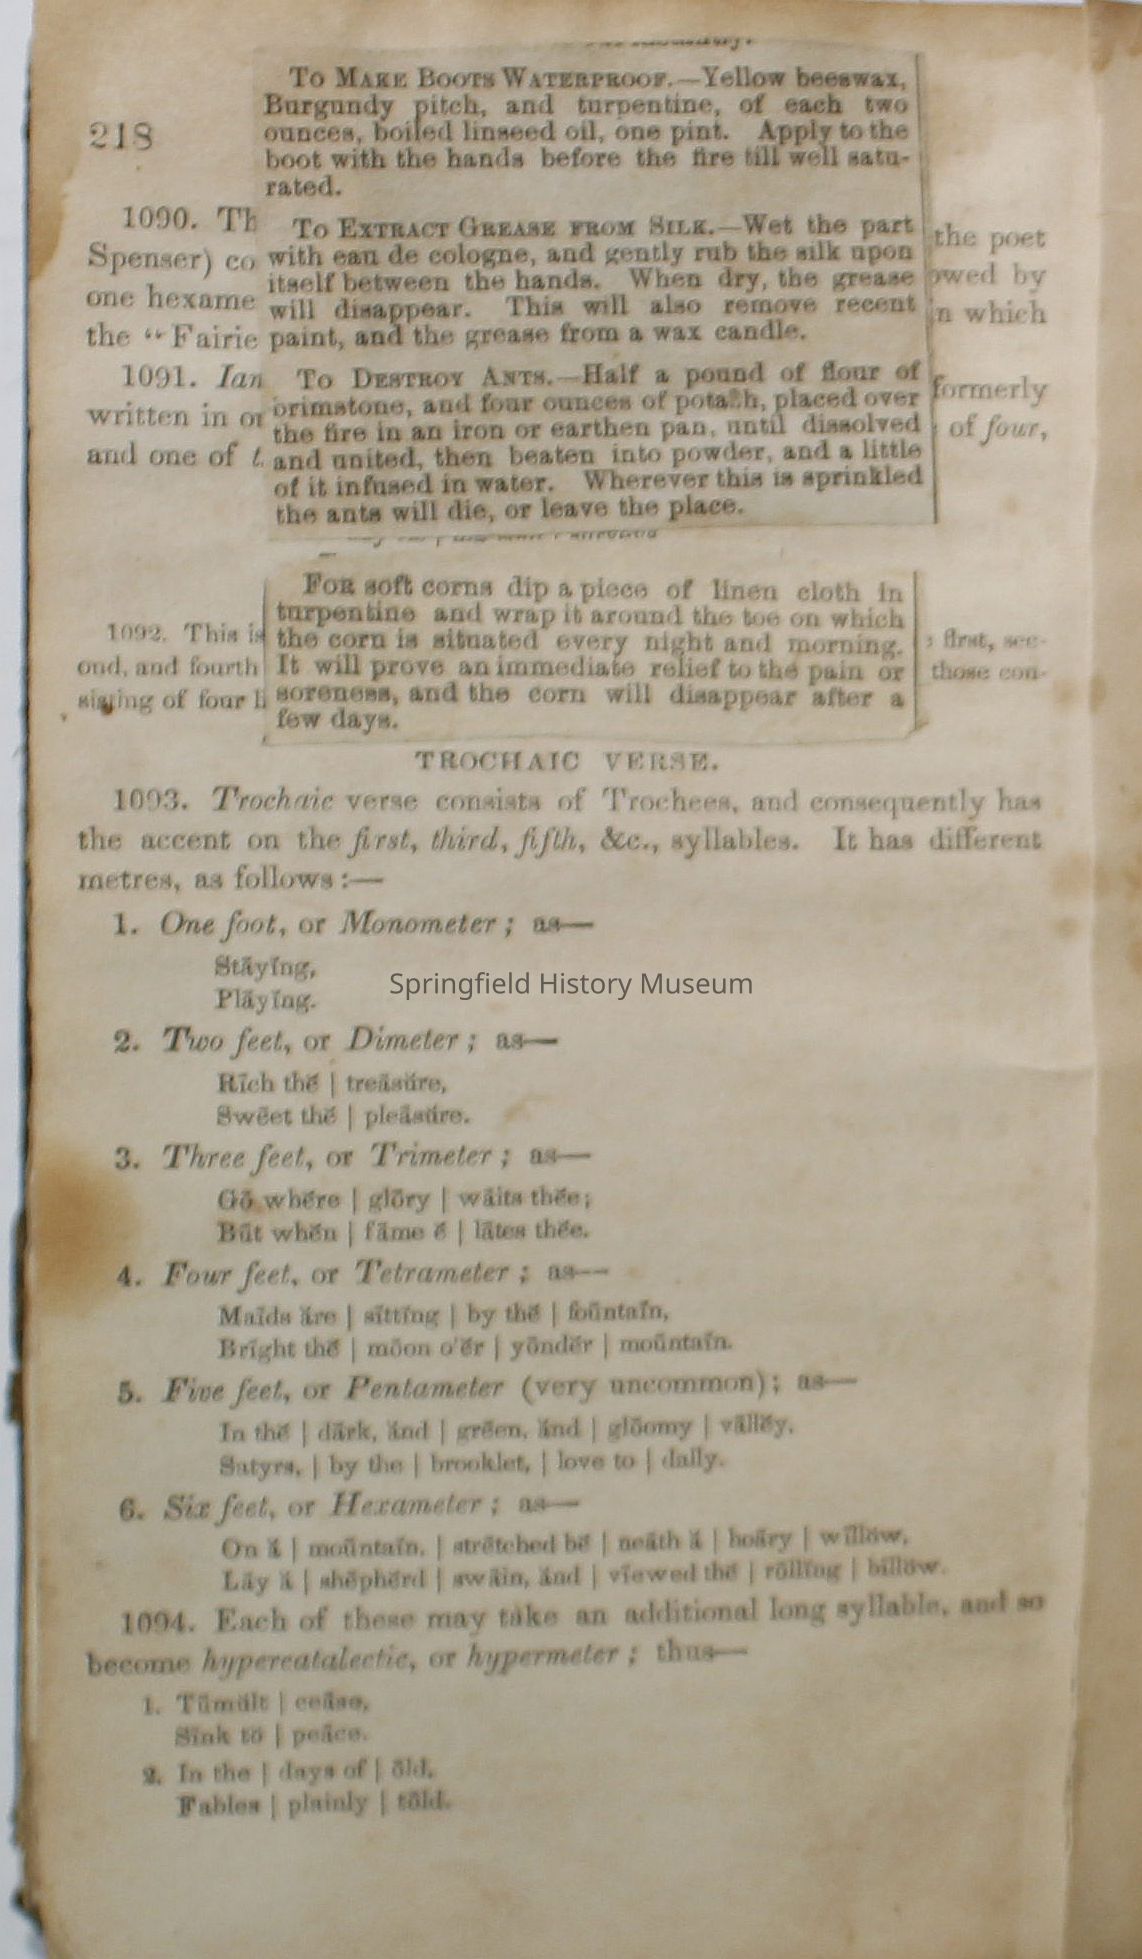 To Make Boots Waterproof.—Yellow beeswax,
Burgundy pitch, and turpentine, of each two
ounces, boiled linseed oil, one pint. Apply to the
boot with the hands before the fire till well satu-
rated.
To Extract Grease from Silk.—Wet the part
with eau de cologne, and gently rub the silk upon
itself between the hands. When dry, the grease
will disappear. This will also remove recent
paint, and the grease from a wax candle.
To Destroy Ants.—Half a pound of flour of
brimstone, and four ounces of potash, placed over
the fire in an iron or earthen pan, until dissolved
and united, then beaten into powder, and a little
of it infused in water. Wherever this is sprinkled
the ants will die, or leave the place.
For soft corns dip a piece of linen cloth in
turpentine and wrap it around the toe on which
the corn is situated every night and morning.
It will prove an immediate relief to the pain or
soreness, and the corn will disappear after a
few days.
218
1090. Th the poet
Spenser) co owed by
one hexame n which
the "Fairie
1091. Ian formerly
written in or of four,
and one of t
1092. This is first, sec-
ond, and fourth those con-
sisting of four l
TROCHAIC VERSE.
1093. Trochaic verse consists of Trochees, and consequently has
the accent on the first, third, fifth, &c., syllables. It has different
metres, as follows:—
1. One foot, or Monometer; as—
Stāyĭng,
Plāyĭng.
2. Two feet, or Dimeter; as—
Rīch thĕ | treāsŭre,
Swēet thĕ | pleāsŭre.
3. Three feet, or Trimeter; as—
Gō whĕre | glōry | wāits thĕe;
Būt whĕn | fāme ĕ | lātes thĕe.
4. Four feet, or Tetrameter; as—
Maīds ăre | sīttĭng | by thĕ | foūntaĭn,
Brīght thĕ | mōon o'ĕr | yōndĕr | moūntaĭn.
5. Five feet, or Pentameter (very uncommon); as—
In thĕ | dārk, ănd | grēen, ănd | glōomy | vāllĕy,
Satyrs, | by the | brooklet, | love to | dally.
6. Six feet, or Hexameter; as—
On ă | moūntaĭn, | strētched bĕ | neāth ă | hoāry | wīllŏw,
Lāy ă | shēphĕrd | swāin, ănd | vīewed thĕ | rōllĭng | bīllŏw.
1094. Each of these may take an additional long syllable, and so
become hypercatalectic, or hypermeter; thus—
1. Tūmŭlt | ceāse,
Sīnk tŏ | peāce.
2. In the | days of | ōld,
Fables | plainly | tōld.
Springfield History Museum